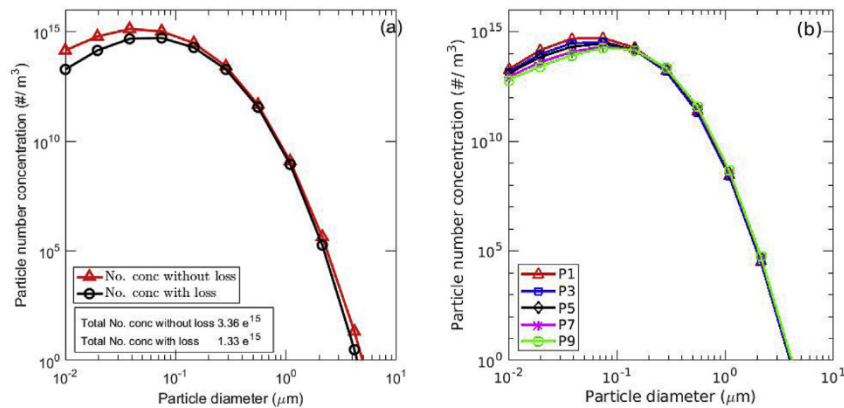 (a)
Particle number concentration (#/ m³)
10¹⁵
10¹⁰
10⁵
10⁰
No. conc without loss
No. conc with loss
Total No. conc without loss 3.36 e¹⁵
Total No. conc with loss 1.33 e¹⁵
10⁻² 10⁻¹ 10⁰ 10¹
Particle diameter (μm)
(b)
Particle number concentration (#/ m³)
10¹⁵
10¹⁰
10⁵
10⁰
P1
P3
P5
P7
P9
10⁻² 10⁻¹ 10⁰ 10¹
Particle diameter (μm)